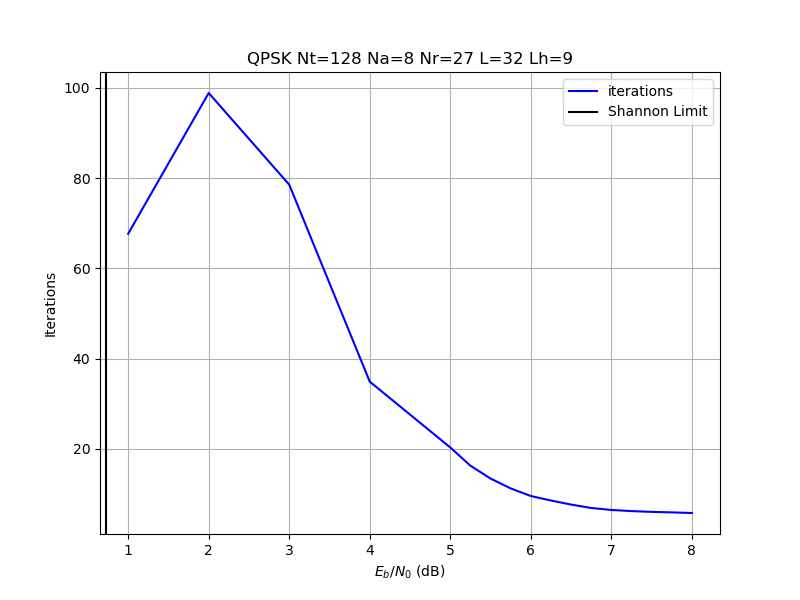 QPSK Nt=128 Na=8 Nr=27 L=32 Lh=9
iterations
Shannon Limit
100
80
60
40
20
Iterations
1 2 3 4 5 6 7 8
E_b/N_0 (dB)